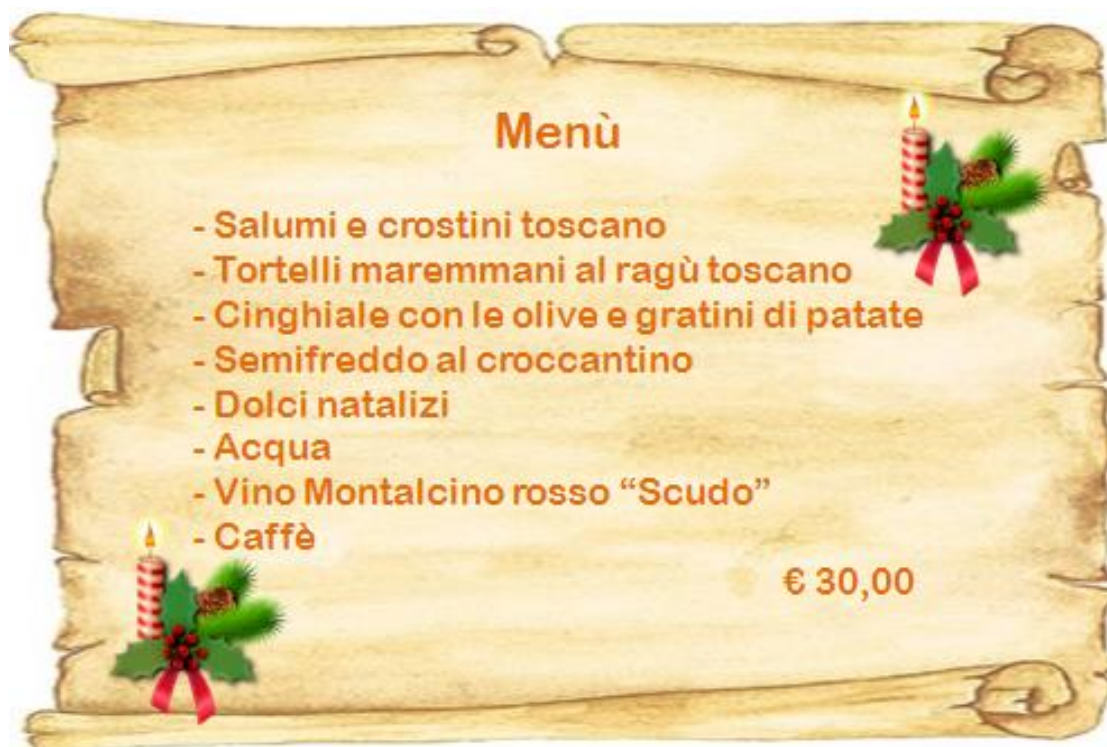 Menù
- Salumi e crostini toscano
- Tortelli maremmani al ragù toscano
- Cinghiale con le olive e gratini di patate
- Semifreddo al croccantino
- Dolci natalizi
- Acqua
- Vino Montalcino rosso “Scudo”
- Caffè
€ 30,00